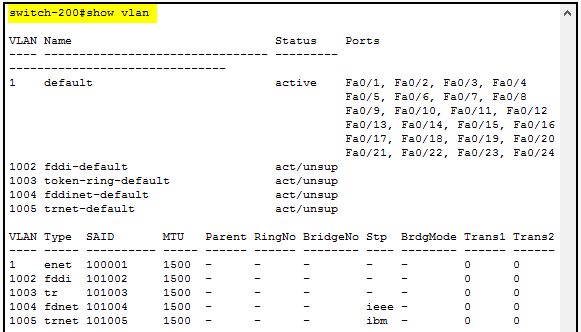 switch-200#show vlan
VLAN Name                             Status    Ports
---- -------------------------------- ---------
-------------------------------
1    default                          active    Fa0/1, Fa0/2, Fa0/3, Fa0/4
                                                Fa0/5, Fa0/6, Fa0/7, Fa0/8
                                                Fa0/9, Fa0/10, Fa0/11, Fa0/12
                                                Fa0/13, Fa0/14, Fa0/15, Fa0/16
                                                Fa0/17, Fa0/18, Fa0/19, Fa0/20
                                                Fa0/21, Fa0/22, Fa0/23, Fa0/24
1002 fddi-default                     act/unsup
1003 token-ring-default               act/unsup
1004 fddinet-default                  act/unsup
1005 trnet-default                    act/unsup
VLAN Type  SAID       MTU   Parent RingNo BridgeNo Stp  BrdgMode Trans1 Trans2
---- ----- ---------- ----- ------ ------ -------- ---- -------- ------ ------
1    enet  100001     1500  -      -      -        -    -        0      0
1002 fddi  101002     1500  -      -      -        -    -        0      0
1003 tr    101003     1500  -      -      -        -    -        0      0
1004 fdnet 101004     1500  -      -      -        ieee -        0      0
1005 trnet 101005     1500  -      -      -        ibm  -        0      0